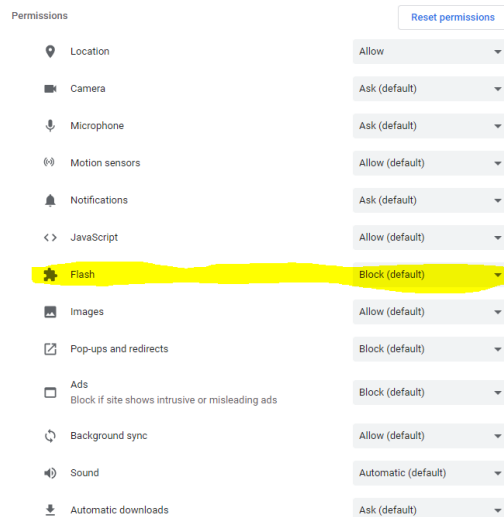 Permissions
Reset permissions
Location
Allow
Camera
Ask (default)
Microphone
Ask (default)
Motion sensors
Allow (default)
Notifications
Ask (default)
JavaScript
Allow (default)
Flash
Block (default)
Images
Allow (default)
Pop-ups and redirects
Block (default)
Ads
Block if site shows intrusive or misleading ads
Block (default)
Background sync
Allow (default)
Sound
Automatic (default)
Automatic downloads
Ask (default)